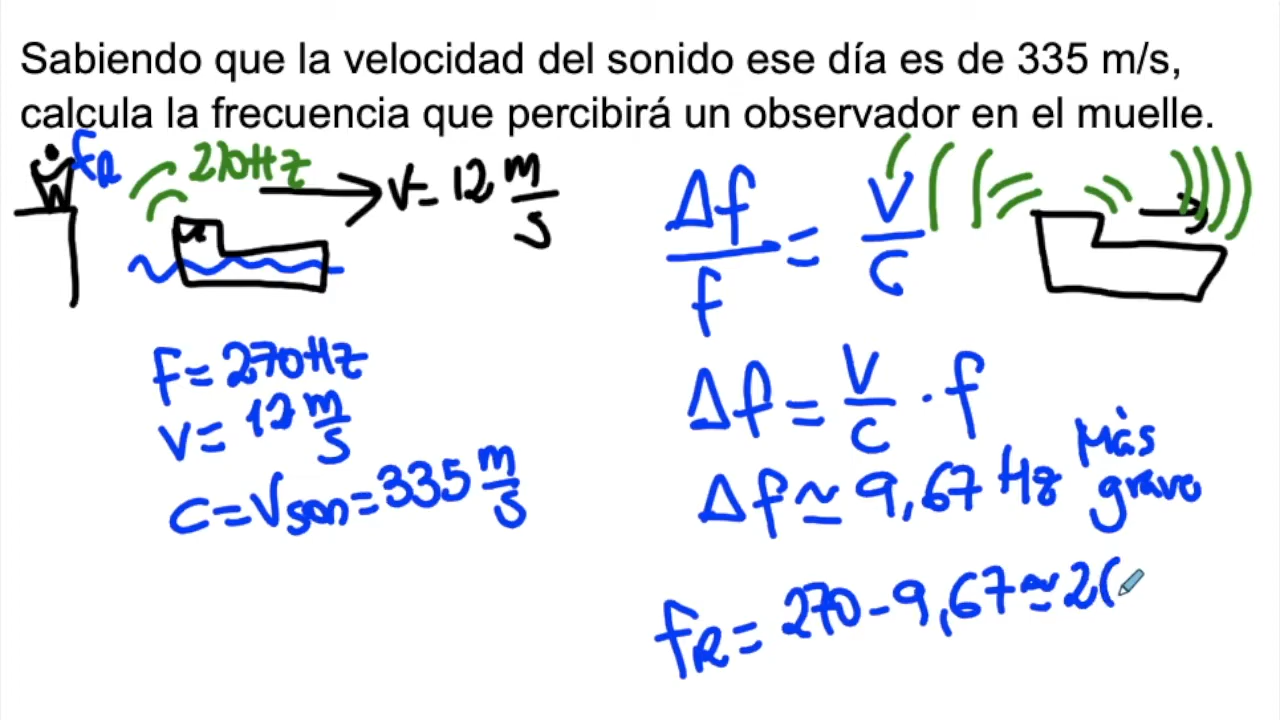 Sabiendo que la velocidad del sonido ese día es de 335 m/s,
calcula la frecuencia que percibirá un observador en el muelle.
fR
270Hz
V= 12 m/s
Δf/f = V/c
F= 270Hz
V= 12 m/s
C=Vson=335 m/s
Δf = V/c · f
Δf ≃ 9,67 Hz Más grave
fR= 270-9,67≃2